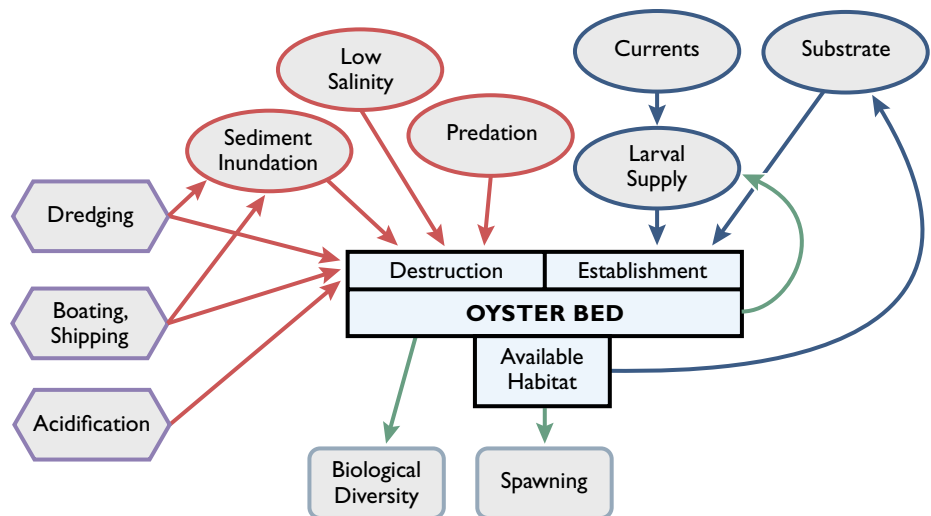 Low
Salinity
Currents
Substrate
Sediment
Inundation
Predation
Larval
Supply
Dredging
Destruction
Establishment
Boating,
Shipping
OYSTER BED
Available
Habitat
Acidification
Biological
Diversity
Spawning